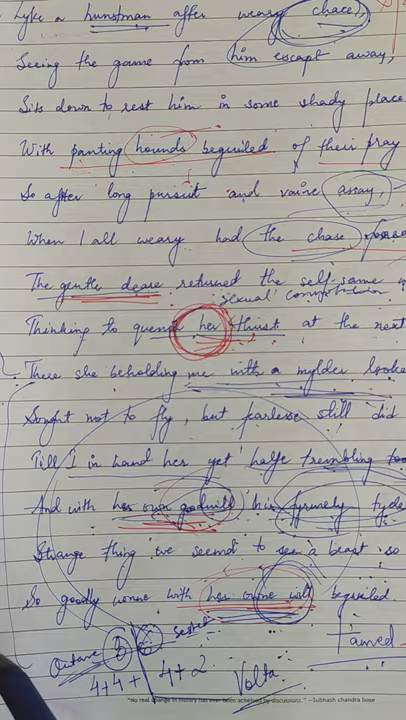 Lyke a hunstman after weary chace,
Seeing the game from him escapt away,
Sits down to rest him in some shady place
With panting hounds beguiled of their pray
So after long pursuit and vaine assay,
When I all weary had the chase
The gentle deare returned the self-same
sexual
Thinking to quench her thirst at the next
There she beholding me with a mylder looke
Sought not to fly, but fearlesse still did
Till I in hand her yet halfe trembling
And with her own goodwill hir fyrmely tyde
Strange thing me seemd to see a beast so
So goodly wonne with her owne will beguiled.
Octave 8 6 sestet
4+4+ 4+2 Volta
tamed
"No real change in history has ever been acheived by discussions." --Subhash chandra bose